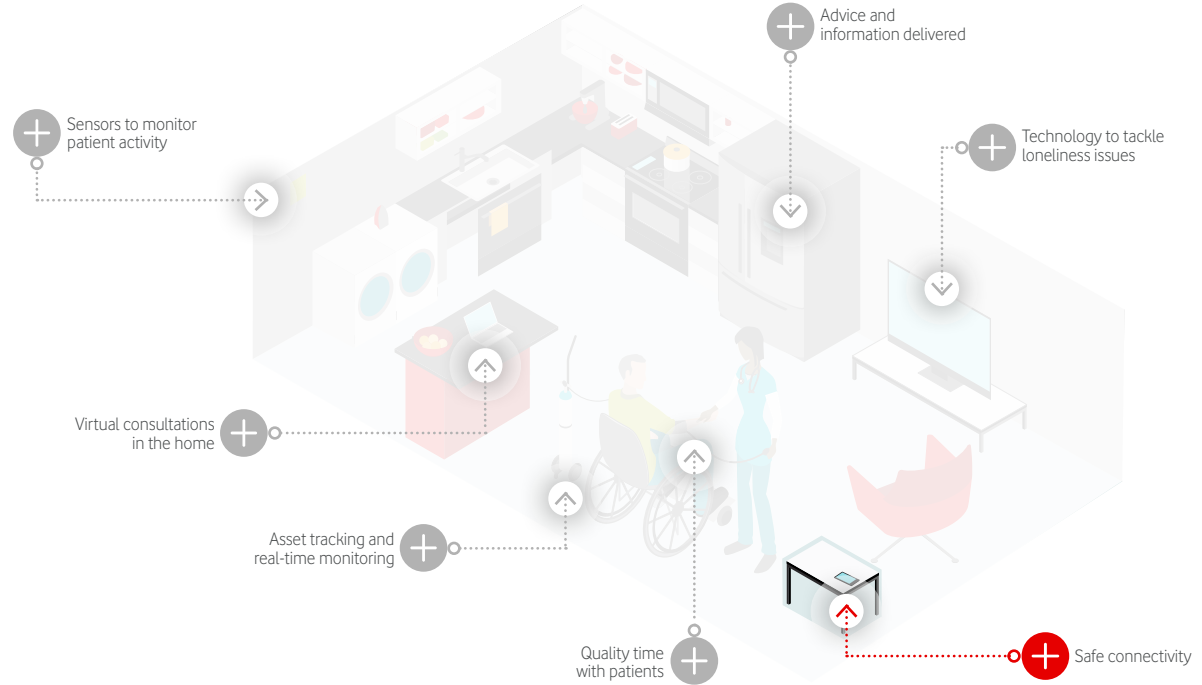 Advice and
information delivered
Sensors to monitor
patient activity
Technology to tackle
loneliness issues
Virtual consultations
in the home
Asset tracking and
real-time monitoring
Quality time
with patients
Safe connectivity